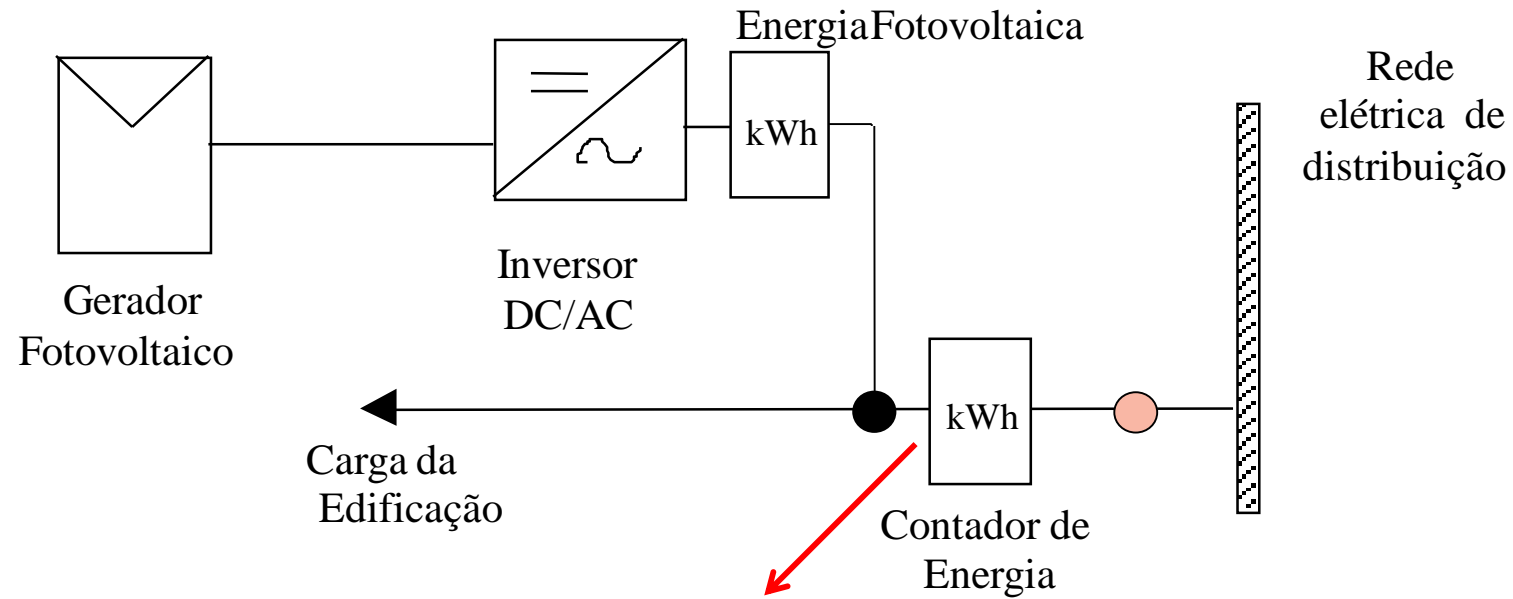 EnergiaFotovoltaica
kWh
Rede
elétrica de
distribuição
Inversor
DC/AC
Gerador
Fotovoltaico
kWh
Carga da
Edificação
Contador de
Energia